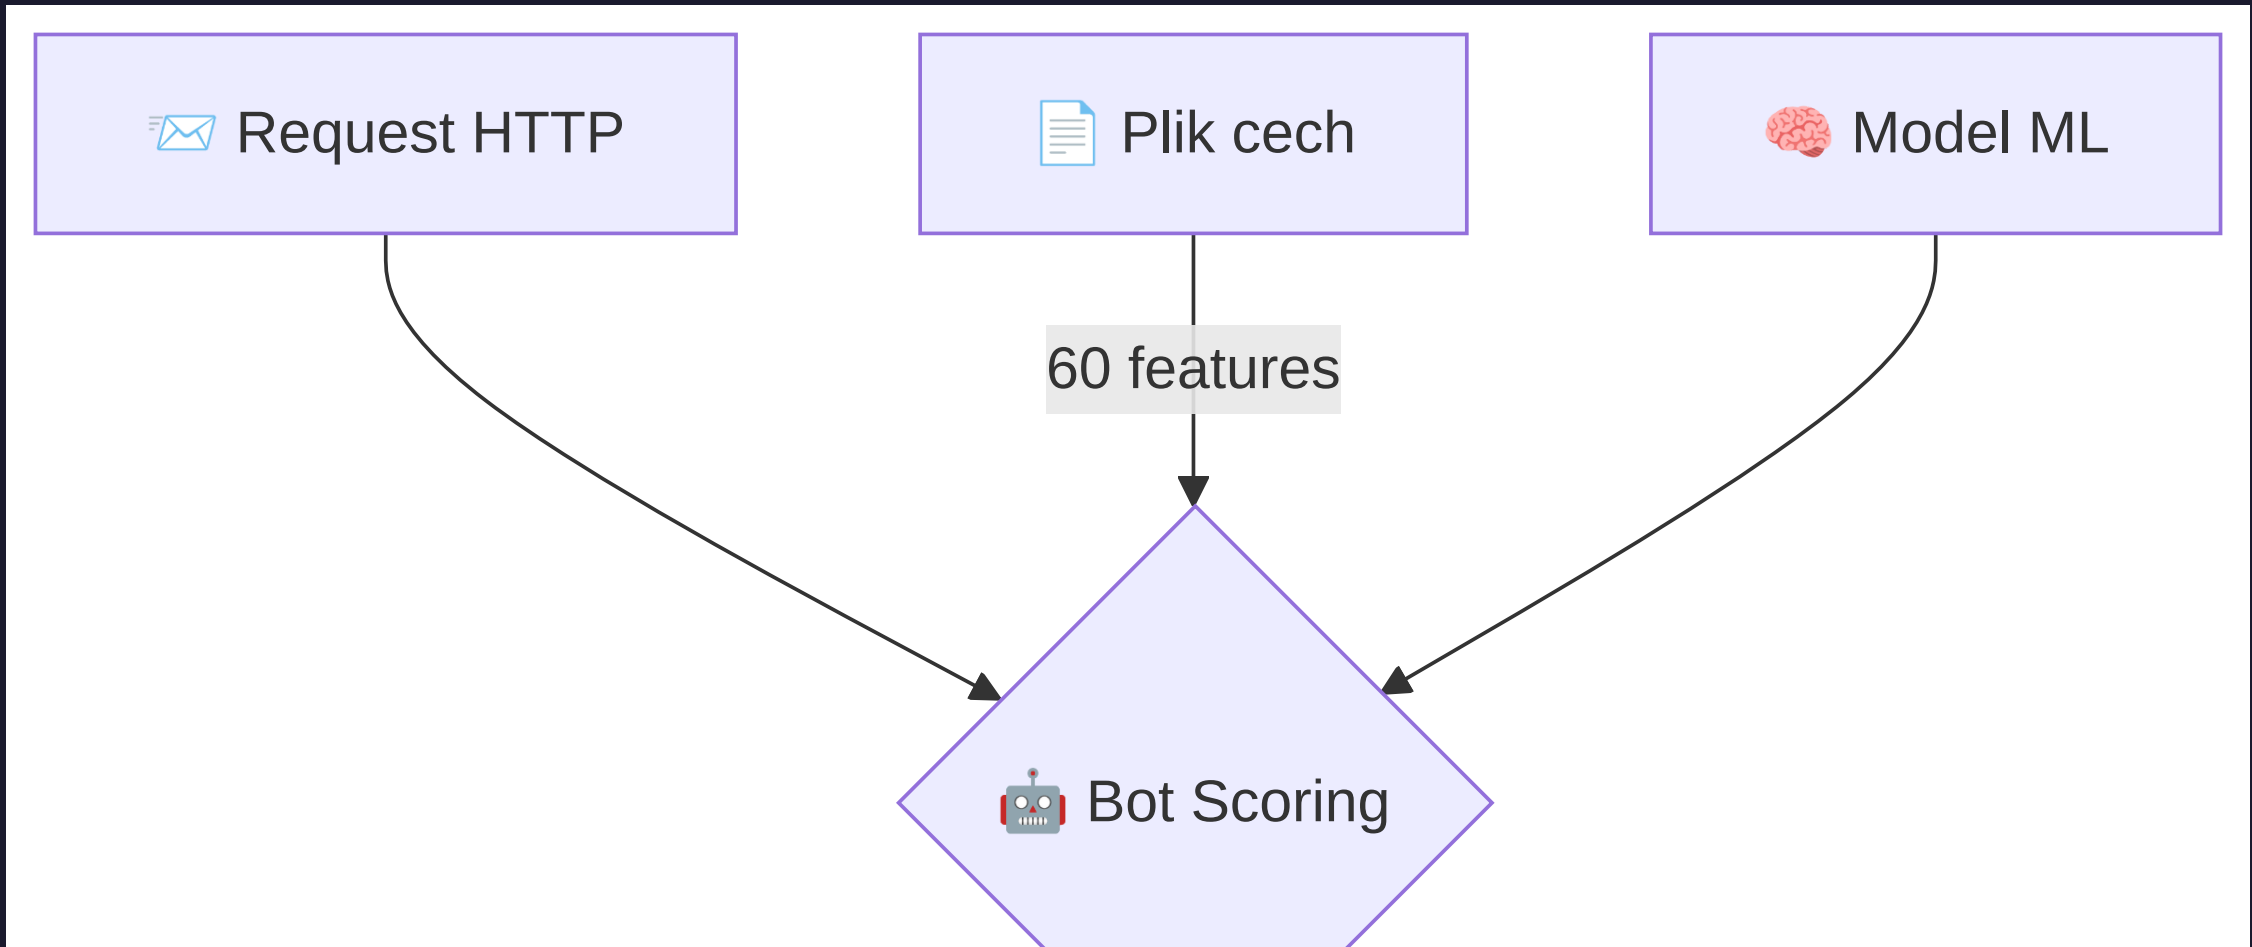 📨 Request HTTP
📄 Plik cech
🧠 Model ML
60 features
🤖 Bot Scoring